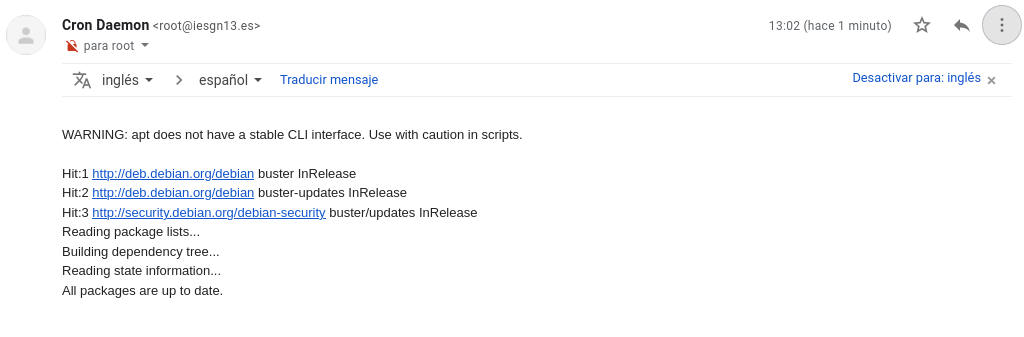 Cron Daemon <root@iesgn13.es> 13:02 (hace 1 minuto)
para root
inglés español Traducir mensaje Desactivar para: inglés
WARNING: apt does not have a stable CLI interface. Use with caution in scripts.
Hit:1 http://deb.debian.org/debian buster InRelease
Hit:2 http://deb.debian.org/debian buster-updates InRelease
Hit:3 http://security.debian.org/debian-security buster/updates InRelease
Reading package lists...
Building dependency tree...
Reading state information...
All packages are up to date.